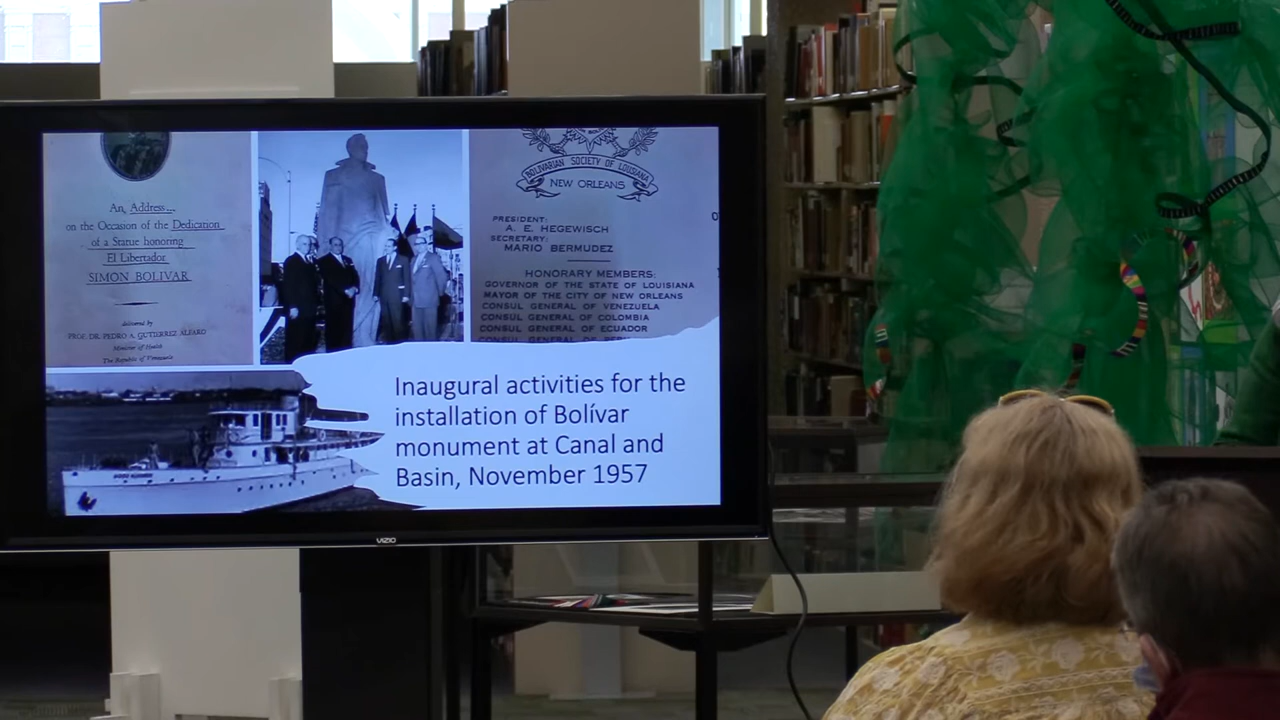 An Address...
on the Occasion of the Dedication
of a Statue honoring
El Libertador
SIMON BOLIVAR
delivered by
PROF. DR. PEDRO A. GUTIERREZ ALFARO
Minister of Health
The Republic of Venezuela
BOLIVARIAN SOCIETY OF LOUISIANA
NEW ORLEANS
PRESIDENT:
A. E. HEGEWISCH
SECRETARY:
MARIO BERMUDEZ
HONORARY MEMBERS:
GOVERNOR OF THE STATE OF LOUISIANA
MAYOR OF THE CITY OF NEW ORLEANS
CONSUL GENERAL OF VENEZUELA
CONSUL GENERAL OF COLOMBIA
CONSUL GENERAL OF ECUADOR
CONSUL GENERAL OF
Inaugural activities for the
installation of Bolívar
monument at Canal and
Basin, November 1957
VIZIO